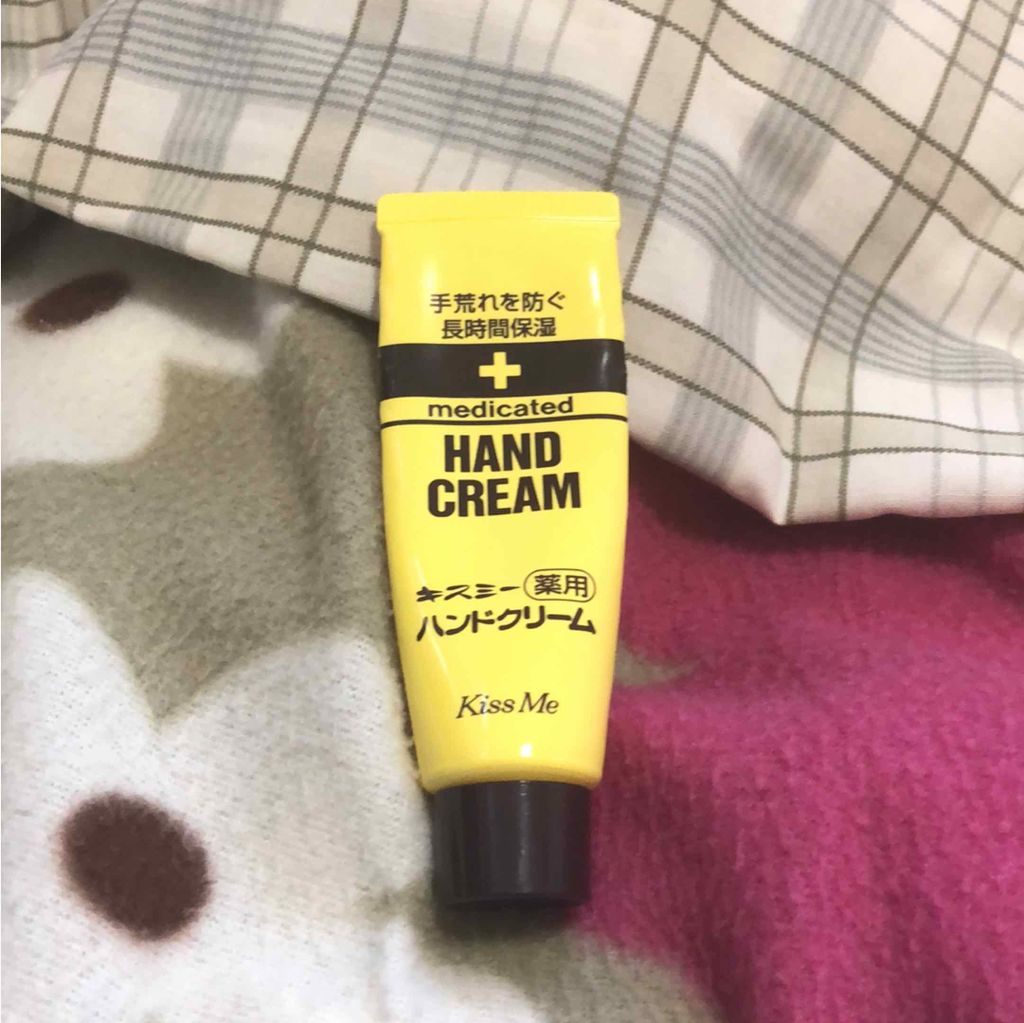 手荒れを防ぐ
長時間保湿
medicated
HAND
CREAM
キスミー 薬用
ハンドクリーム
Kiss Me